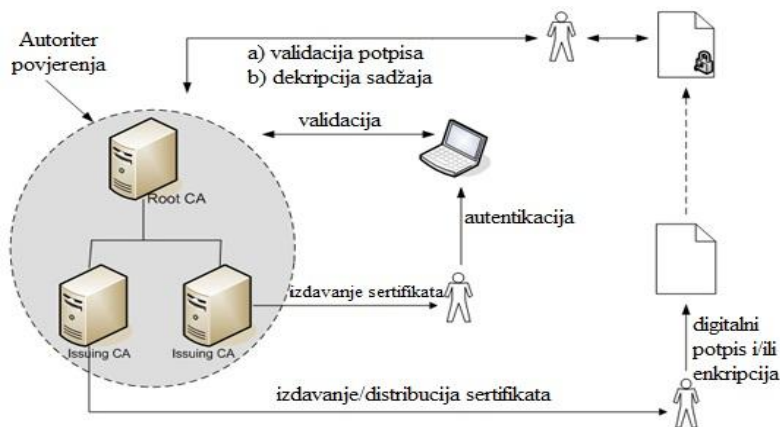 Autoriter
povjerenja
a) validacija potpisa
b) dekripcija sadžaja
validacija
Root CA
autentikacija
izdavanje sertifikata
Issuing CA
Issuing CA
digitalni
potpis i/ili
enkripcija
izdavanje/distribucija sertifikata